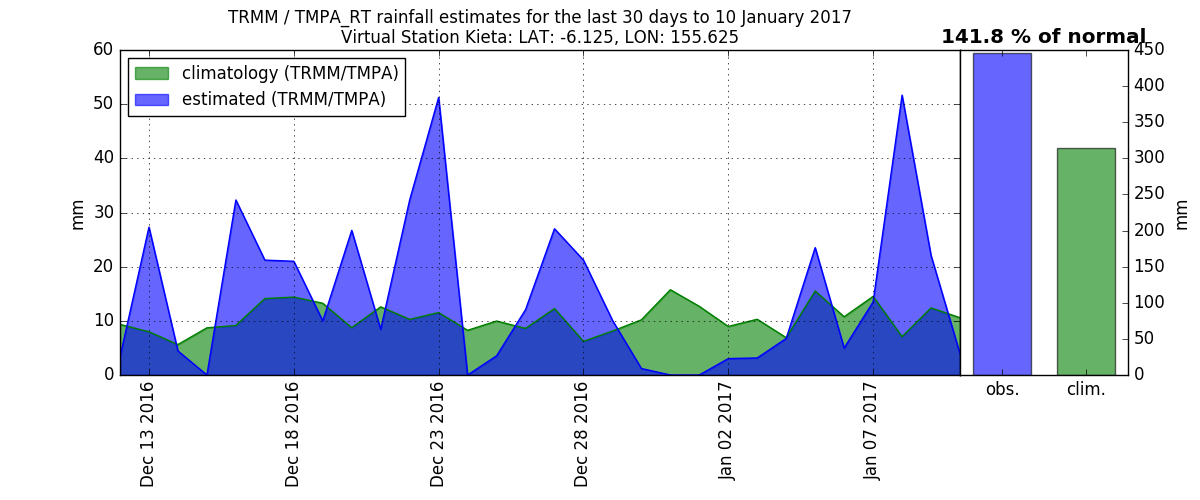 TRMM / TMPA_RT rainfall estimates for the last 30 days to 10 January 2017
Virtual Station Kieta: LAT: -6.125, LON: 155.625
141.8 % of normal
climatology (TRMM/TMPA)
estimated (TRMM/TMPA)
mm
60
50
40
30
20
10
0
Dec 13 2016
Dec 18 2016
Dec 23 2016
Dec 28 2016
Jan 02 2017
Jan 07 2017
obs.
clim.
450
400
350
300
250
200
150
100
50
0
mm